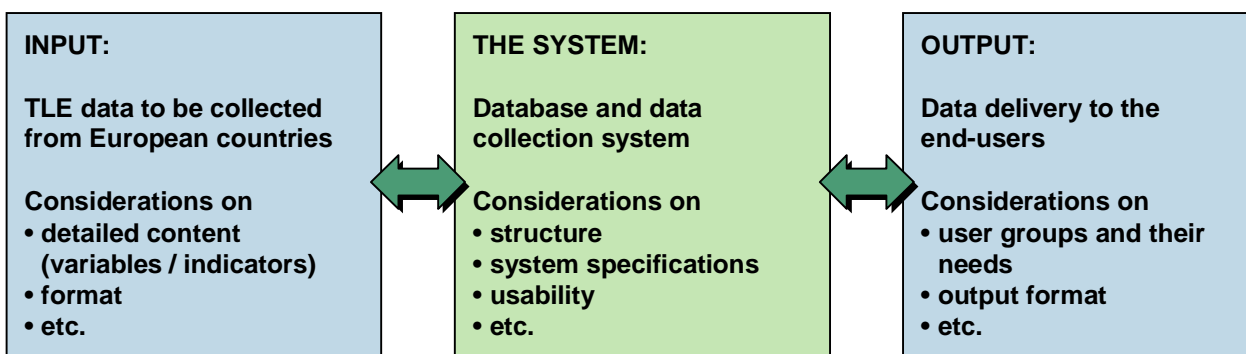 INPUT:
TLE data to be collected
from European countries
Considerations on
• detailed content
(variables / indicators)
• format
• etc.
THE SYSTEM:
Database and data
collection system
Considerations on
• structure
• system specifications
• usability
• etc.
OUTPUT:
Data delivery to the
end-users
Considerations on
• user groups and their
needs
• output format
• etc.